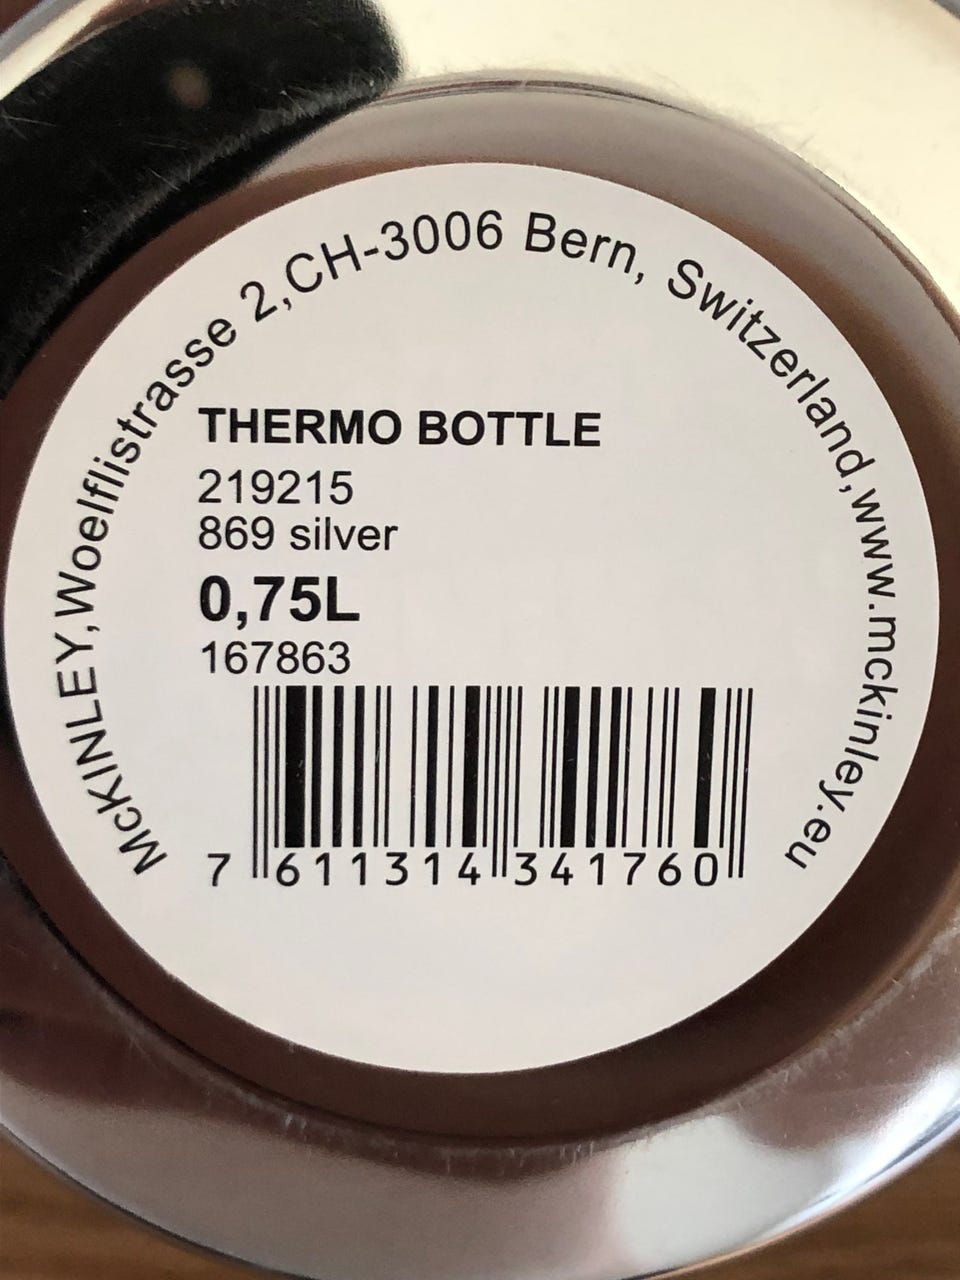 McKINLEY,Woelflistrasse 2,CH-3006 Bern, Switzerland,www.mckinley.eu
THERMO BOTTLE
219215
869 silver
0,75L
167863
7 611314 341760